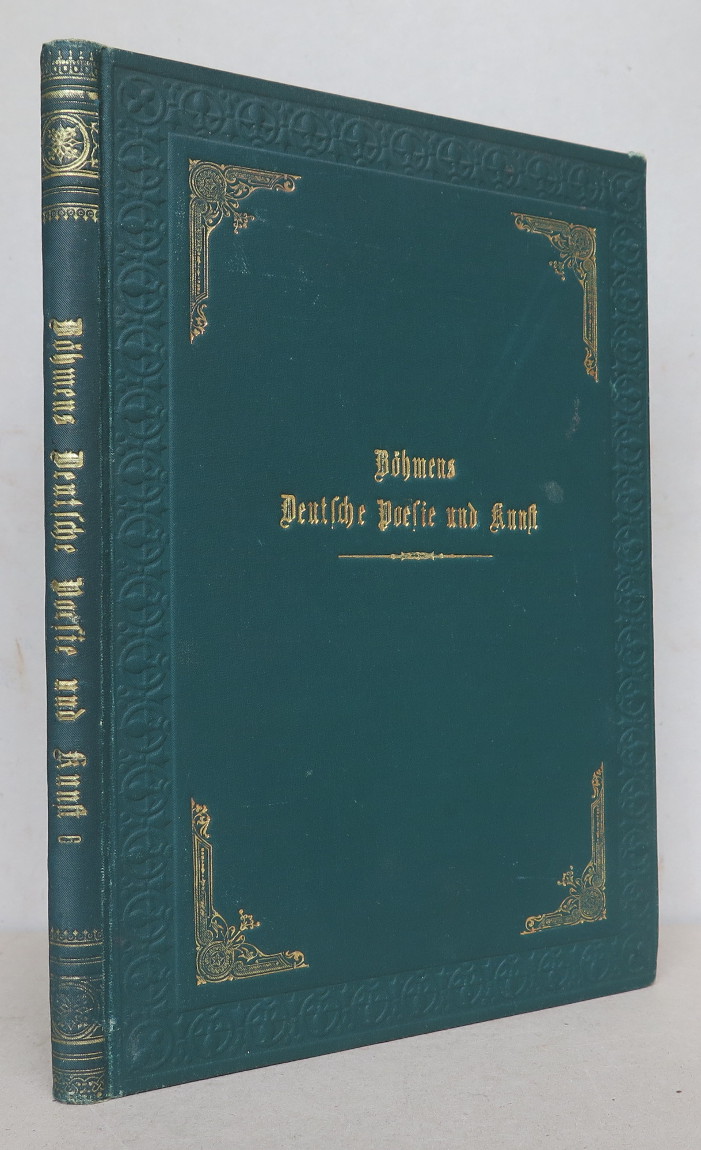 Böhmens
Deutsche Poesie und Kunst
Böhmens Deutsche Poesie und Kunst 6